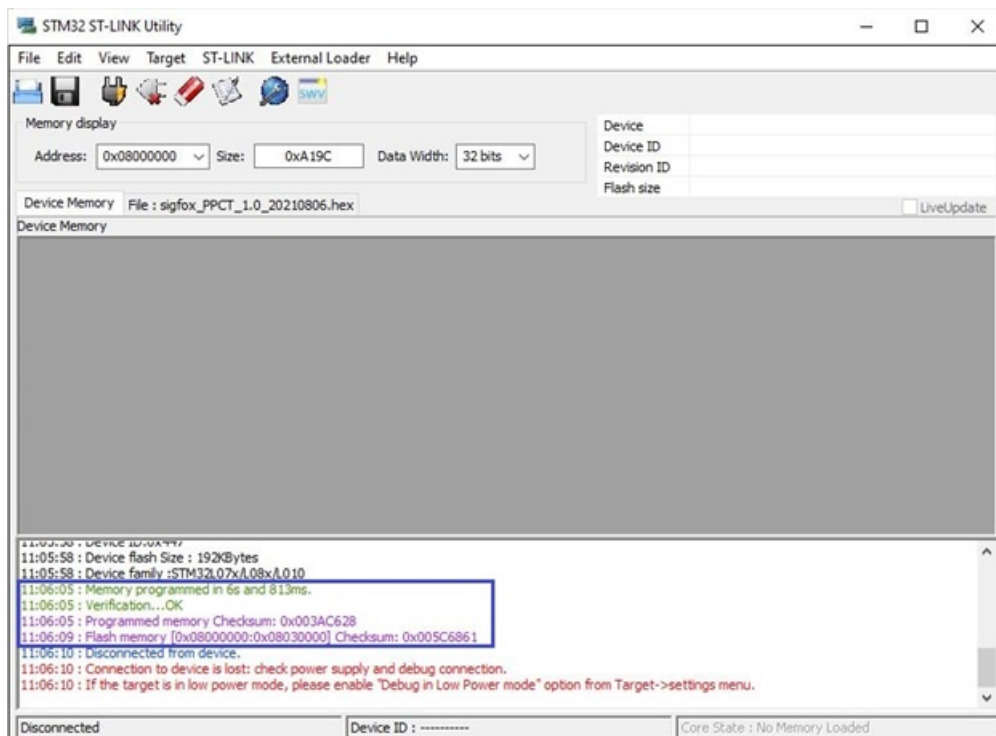 STM32 ST-LINK Utility
File Edit View Target ST-LINK External Loader Help
SWV
Memory display
Address: 0x08000000 Size: 0xA19C Data Width: 32 bits
Device
Device ID
Revision ID
Flash size
Device Memory File : sigfox_PPCT_1.0_20210806.hex
LiveUpdate
Device Memory
11:05:58 : Device ID:0x447
11:05:58 : Device flash Size : 192KBytes
11:05:58 : Device family :STM32L07x/L08x/L010
11:06:05 : Memory programmed in 6s and 813ms.
11:06:05 : Verification...OK
11:06:05 : Programmed memory Checksum: 0x003AC628
11:06:09 : Flash memory [0x08000000:0x08030000] Checksum: 0x005C6861
11:06:10 : Disconnected from device.
11:06:10 : Connection to device is lost: check power supply and debug connection.
11:06:10 : If the target is in low power mode, please enable "Debug in Low Power mode" option from Target->settings menu.
Disconnected Device ID : ---------- Core State : No Memory Loaded